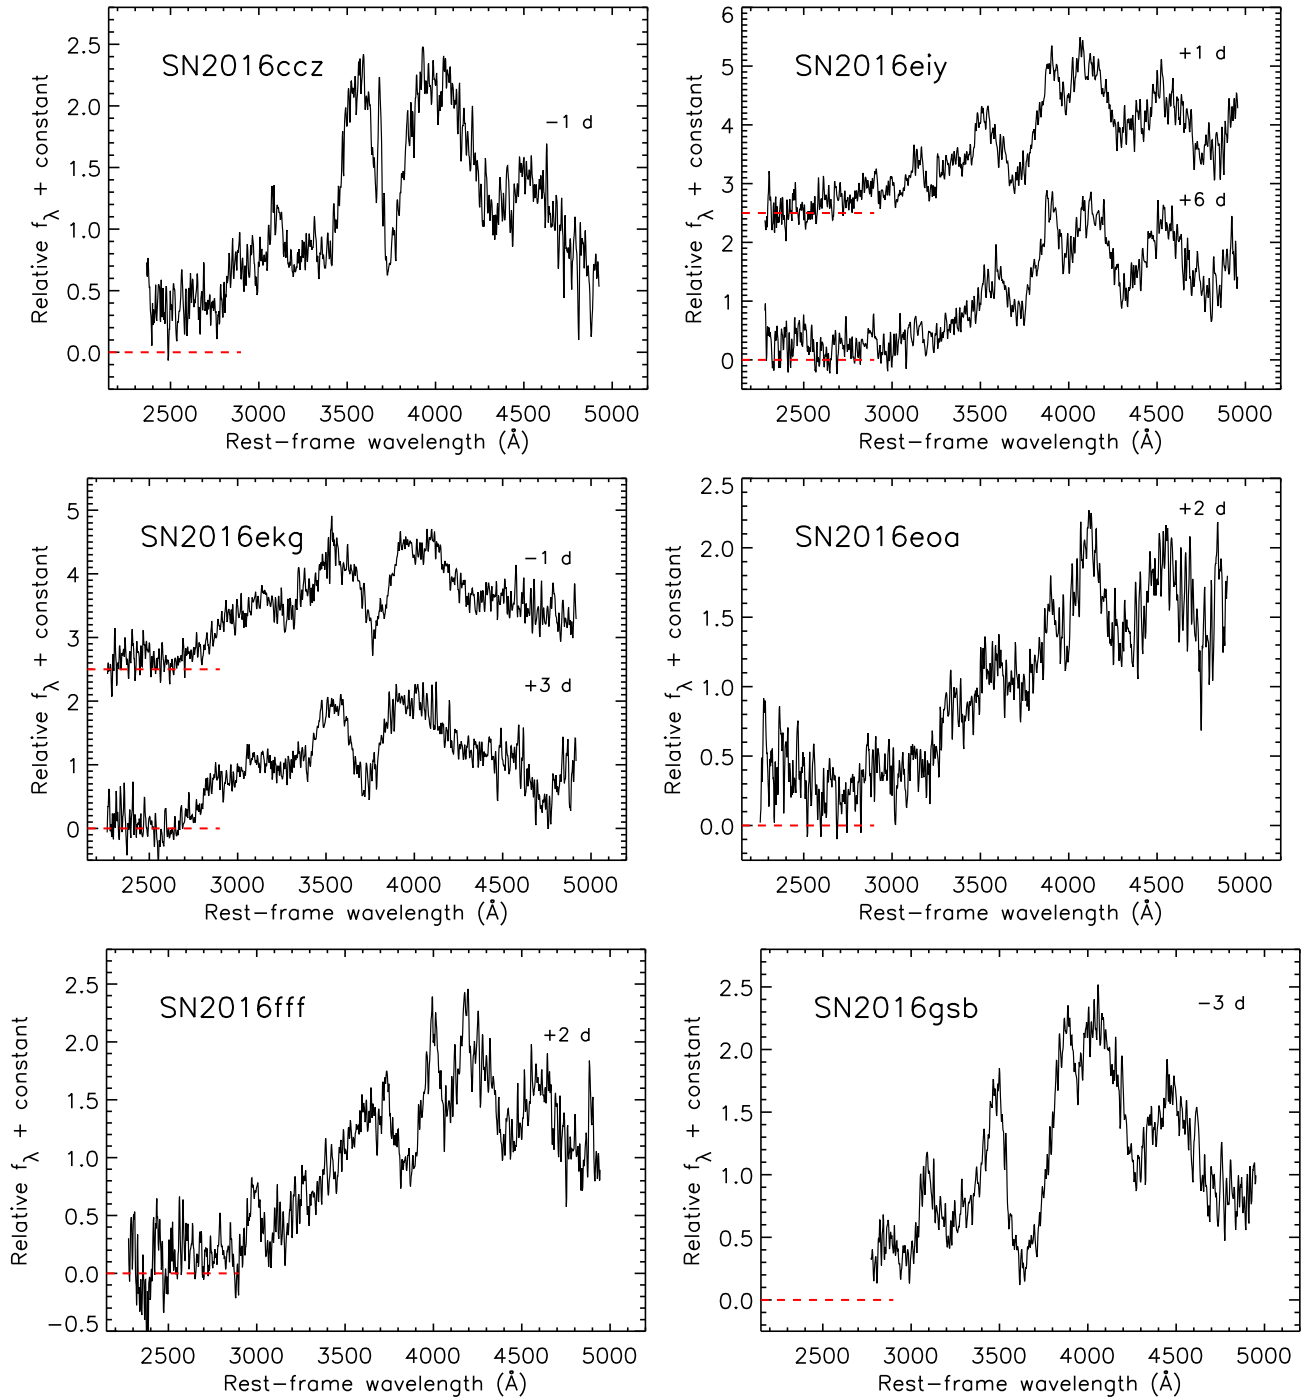 SN2016ccz
−1 d
2.5
2.0
1.5
1.0
0.5
0.0
Relative fλ + constant
2500 3000 3500 4000 4500 5000
Rest−frame wavelength (Å)
SN2016eiy
+1 d
+6 d
6
5
4
3
2
1
0
Relative fλ + constant
2500 3000 3500 4000 4500 5000
Rest−frame wavelength (Å)
SN2016ekg
−1 d
+3 d
5
4
3
2
1
0
Relative fλ + constant
2500 3000 3500 4000 4500 5000
Rest−frame wavelength (Å)
SN2016eoa
+2 d
2.5
2.0
1.5
1.0
0.5
0.0
Relative fλ + constant
2500 3000 3500 4000 4500 5000
Rest−frame wavelength (Å)
SN2016fff
+2 d
2.5
2.0
1.5
1.0
0.5
0.0
−0.5
Relative fλ + constant
2500 3000 3500 4000 4500 5000
Rest−frame wavelength (Å)
SN2016gsb
−3 d
2.5
2.0
1.5
1.0
0.5
0.0
Relative fλ + constant
2500 3000 3500 4000 4500 5000
Rest−frame wavelength (Å)